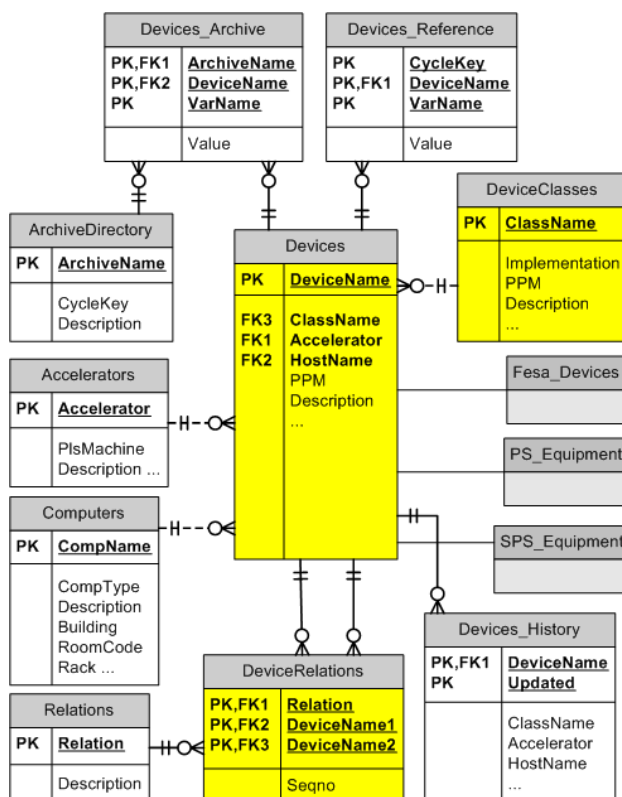 Devices_Archive
PK,FK1 ArchiveName
PK,FK2 DeviceName
PK VarName
Value
Devices_Reference
PK CycleKey
PK,FK1 DeviceName
PK VarName
Value
ArchiveDirectory
PK ArchiveName
CycleKey
Description
Devices
PK DeviceName
FK3 ClassName
FK1 Accelerator
FK2 HostName
PPM
Description
...
DeviceClasses
PK ClassName
Implementation
PPM
Description
...
Accelerators
PK Accelerator
PlsMachine
Description ...
Fesa_Devices
PS_Equipment
SPS_Equipment
Computers
PK CompName
CompType
Description
Building
RoomCode
Rack ...
Devices_History
PK,FK1 DeviceName
PK Updated
ClassName
Accelerator
HostName
...
DeviceRelations
PK,FK1 Relation
PK,FK2 DeviceName1
PK,FK3 DeviceName2
Seqno
Relations
PK Relation
Description